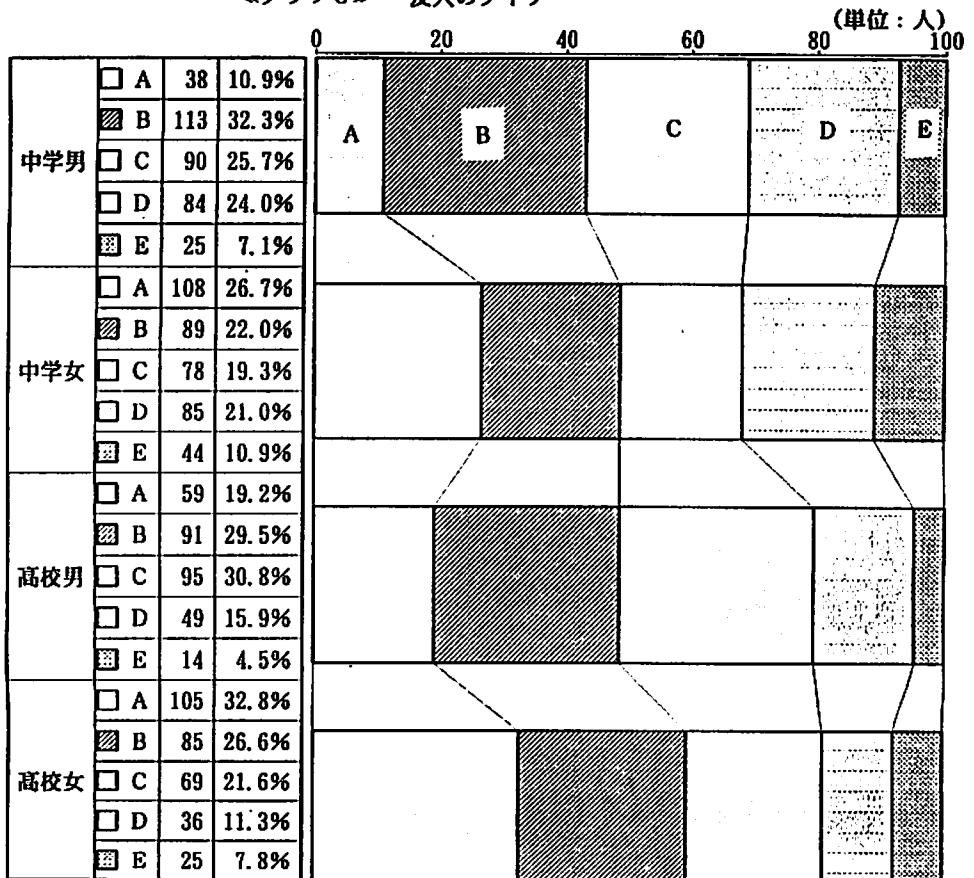 (単位：人)
0 20 40 60 80 100
中学男
A 38 10.9%
B 113 32.3%
C 90 25.7%
D 84 24.0%
E 25 7.1%
A B C D E
中学女
A 108 26.7%
B 89 22.0%
C 78 19.3%
D 85 21.0%
E 44 10.9%
高校男
A 59 19.2%
B 91 29.5%
C 95 30.8%
D 49 15.9%
E 14 4.5%
高校女
A 105 32.8%
B 85 26.6%
C 69 21.6%
D 36 11.3%
E 25 7.8%